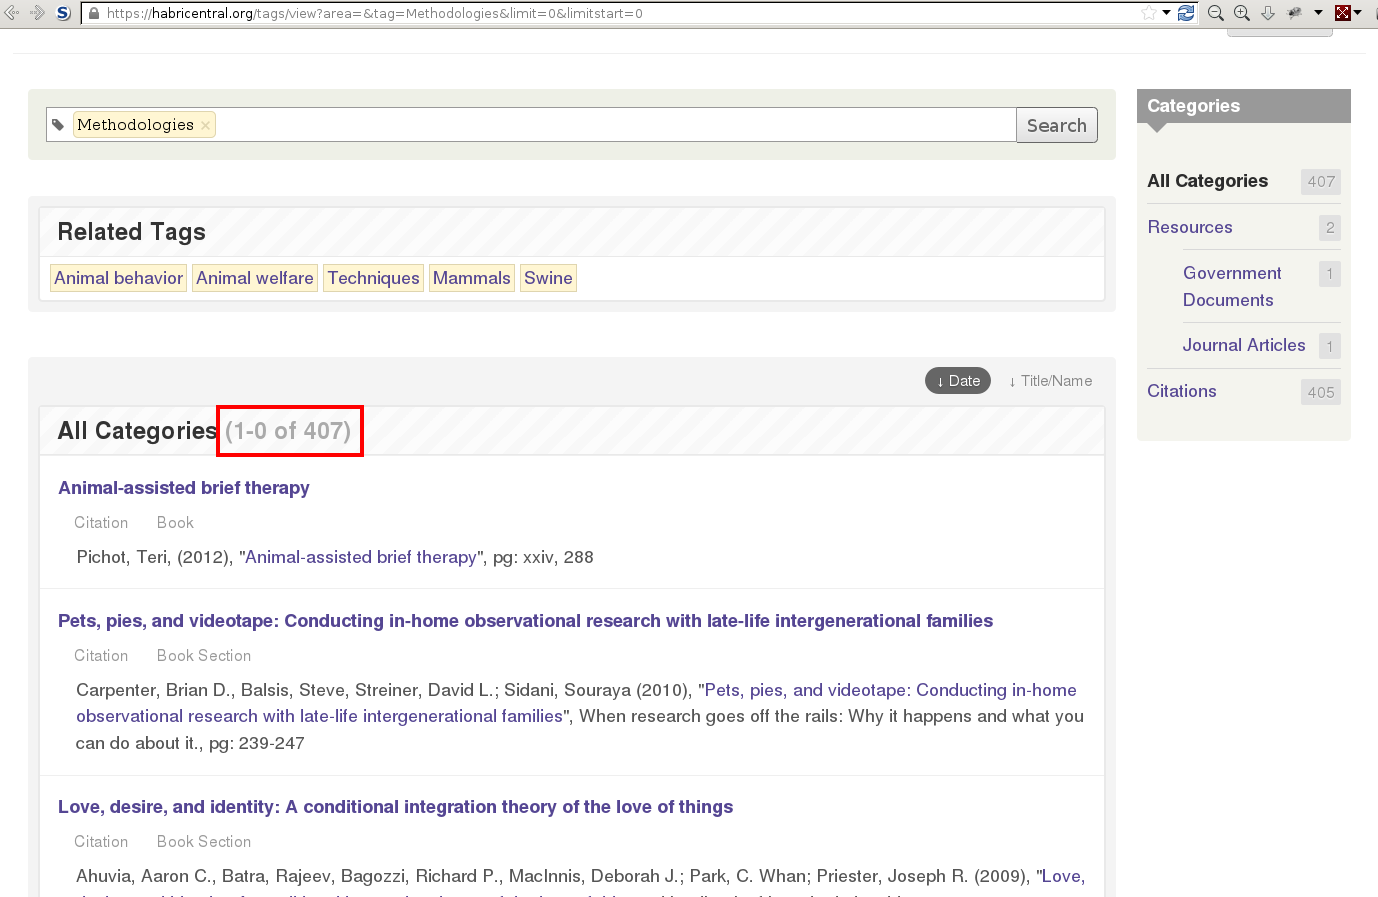 https://habricentral.org/tags/view?area=&tag=Methodologies&limit=0&limitstart=0
Methodologies ×
Search
Related Tags
Animal behavior Animal welfare Techniques Mammals Swine
↓ Date ↓ Title/Name
All Categories (1-0 of 407)
Animal-assisted brief therapy
Citation Book
Pichot, Teri, (2012), "Animal-assisted brief therapy", pg: xxiv, 288
Pets, pies, and videotape: Conducting in-home observational research with late-life intergenerational families
Citation Book Section
Carpenter, Brian D., Balsis, Steve, Streiner, David L.; Sidani, Souraya (2010), "Pets, pies, and videotape: Conducting in-home
observational research with late-life intergenerational families", When research goes off the rails: Why it happens and what you
can do about it., pg: 239-247
Love, desire, and identity: A conditional integration theory of the love of things
Citation Book Section
Ahuvia, Aaron C., Batra, Rajeev, Bagozzi, Richard P., MacInnis, Deborah J.; Park, C. Whan; Priester, Joseph R. (2009), "Love,
Categories
All Categories 407
Resources 2
Government 1
Documents
Journal Articles 1
Citations 405